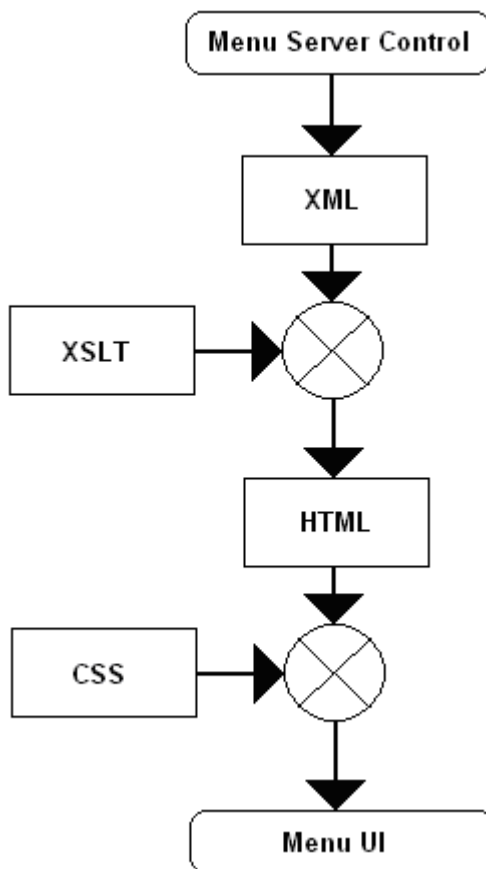 Menu Server Control
XML
XSLT
HTML
CSS
Menu UI